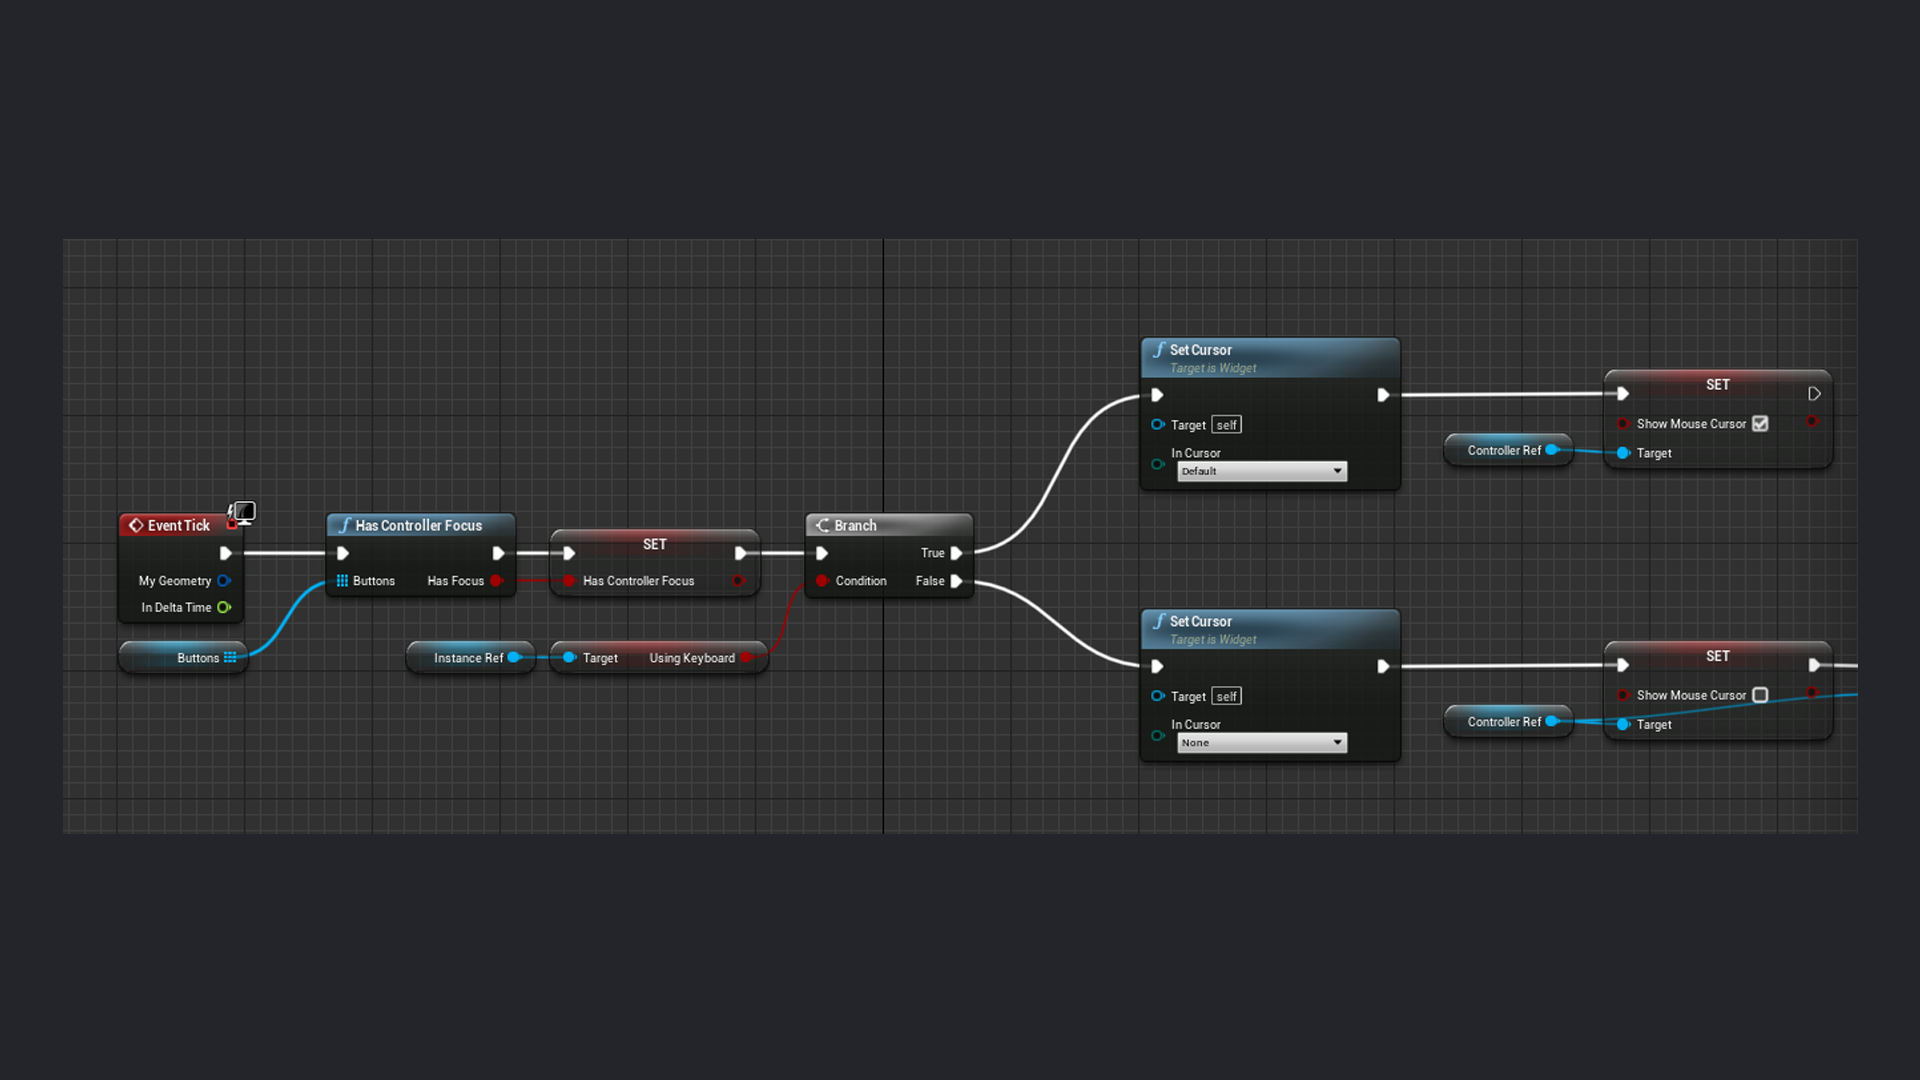 Event Tick
My Geometry
In Delta Time
Buttons
Has Controller Focus
Buttons Has Focus
SET
Has Controller Focus
Instance Ref
Target Using Keyboard
Branch
True
Condition False
Set Cursor
Target is Widget
Target self
In Cursor
Default
Controller Ref
SET
Show Mouse Cursor
Target
Set Cursor
Target is Widget
Target self
In Cursor
None
Controller Ref
SET
Show Mouse Cursor
Target